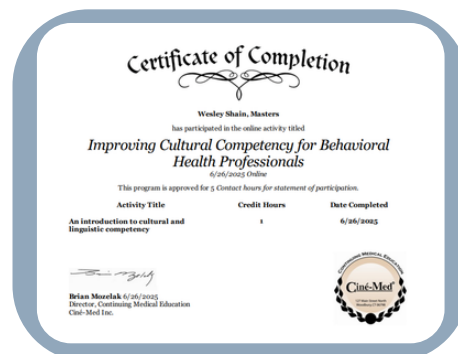 Certificate of Completion
Wesley Shain, Masters
has participated in the online activity titled
Improving Cultural Competency for Behavioral
Health Professionals
6/26/2025 Online
This program is approved for 5 Contact hours for statement of participation.
Activity Title Credit Hours Date Completed
An introduction to cultural and
linguistic competency
1 6/26/2025
Brian Mozelak 6/26/2025
Director, Continuing Medical Education
Ciné-Med Inc.
CONTINUING MEDICAL EDUCATION
Ciné-Med®